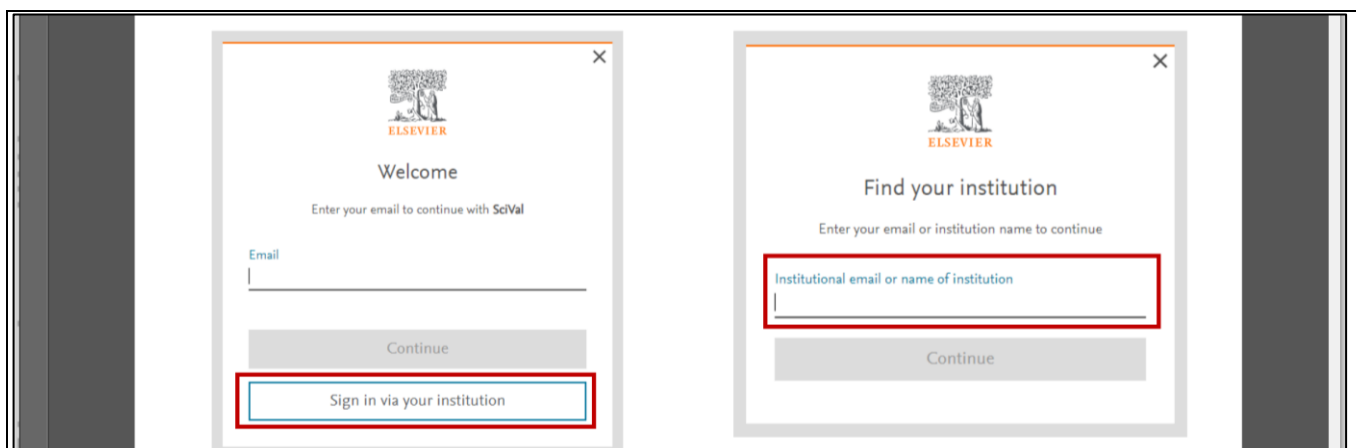 ELSEVIER
Welcome
Enter your email to continue with SciVal
Email
Continue
Sign in via your institution
ELSEVIER
Find your institution
Enter your email or institution name to continue
Institutional email or name of institution
Continue